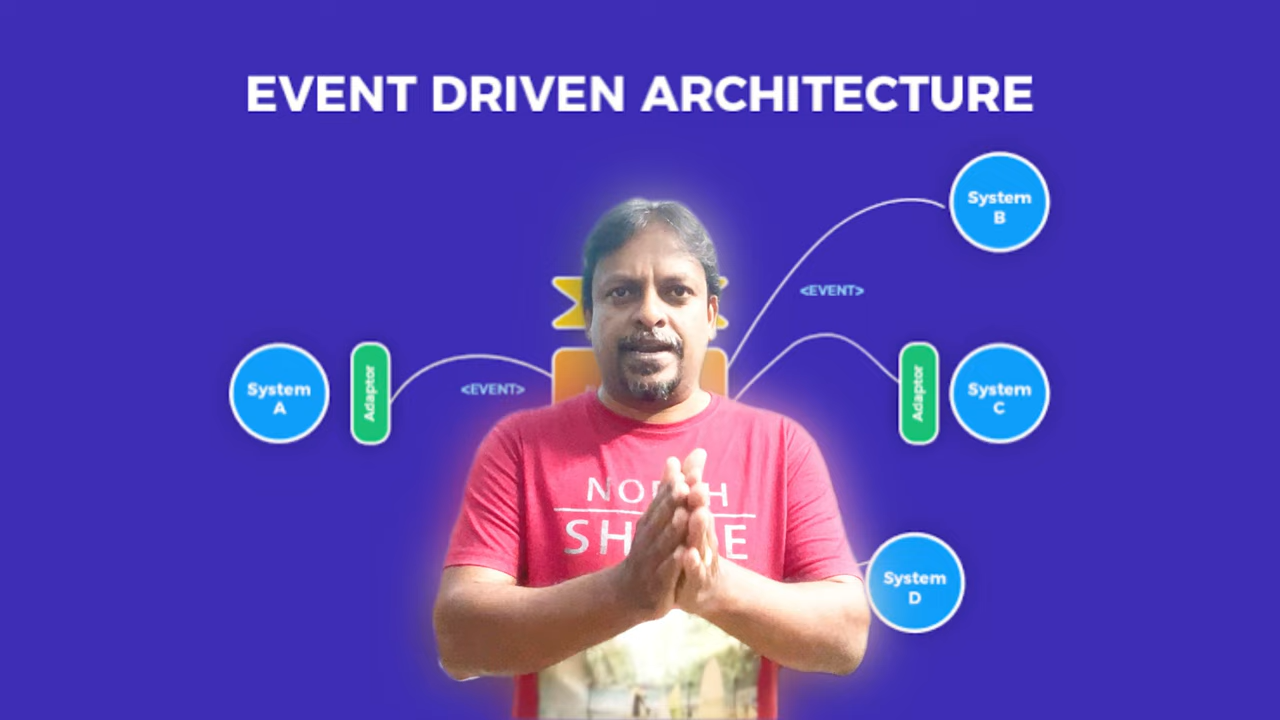 EVENT DRIVEN ARCHITECTURE
System
B
<EVENT>
System
A
Adaptor
<EVENT>
Adaptor
System
C
System
D